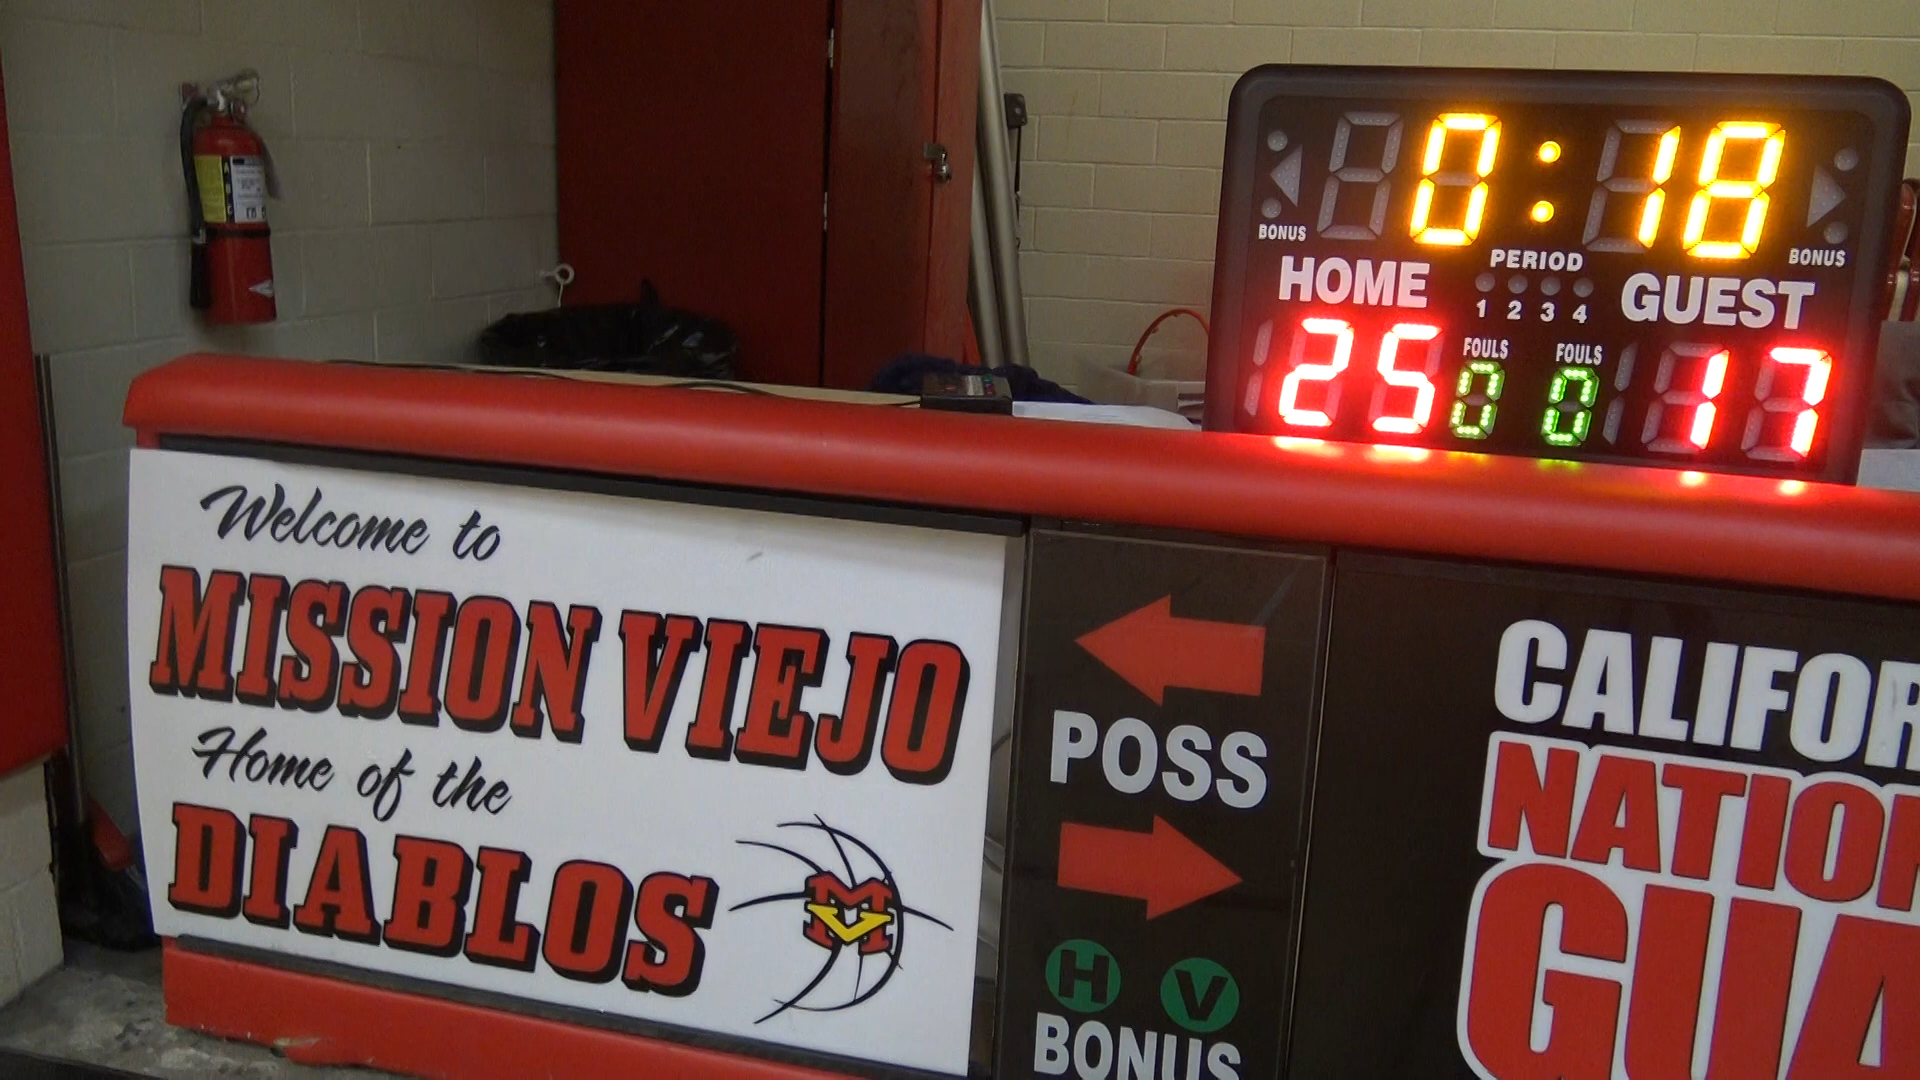 0:18
BONUS
BONUS
PERIOD
HOME
GUEST
1 2 3 4
FOULS
FOULS
25
0
0
17
Welcome to
MISSION VIEJO
Home of the
DIABLOS
MV
POSS
H V
BONUS
CALIFOR
NATION
GUA